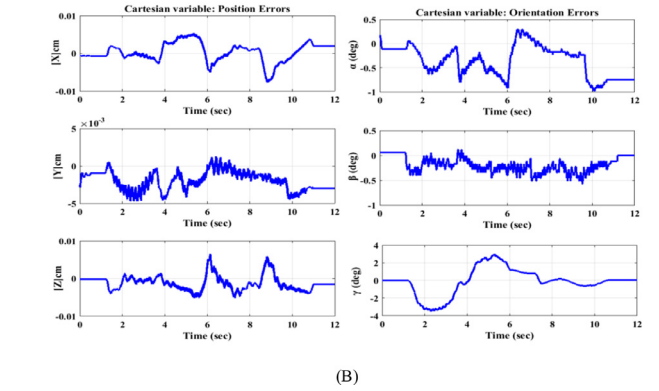 Cartesian variable: Position Errors
0.01
0
-0.01
|X|cm
0 2 4 6 8 10 12
Time (sec)
×10⁻³
5
0
-5
|Y|cm
0 2 4 6 8 10 12
Time (sec)
0.01
0
-0.01
|Z|cm
0 2 4 6 8 10 12
Time (sec)
Cartesian variable: Orientation Errors
0.5
0
-0.5
-1
α (deg)
0 2 4 6 8 10 12
Time (sec)
0.5
0
-0.5
-1
β (deg)
0 2 4 6 8 10 12
Time (sec)
4
2
0
-2
-4
γ (deg)
0 2 4 6 8 10 12
Time (sec)
(B)